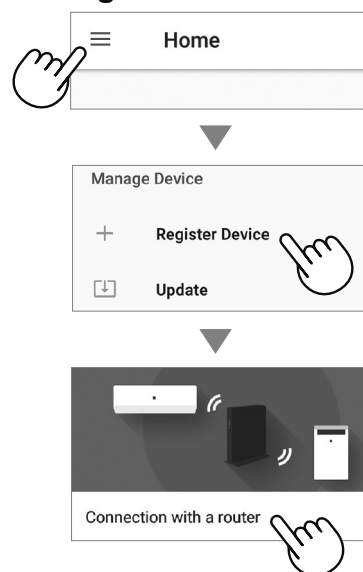 Home
Manage Device
Register Device
Update
Connection with a router